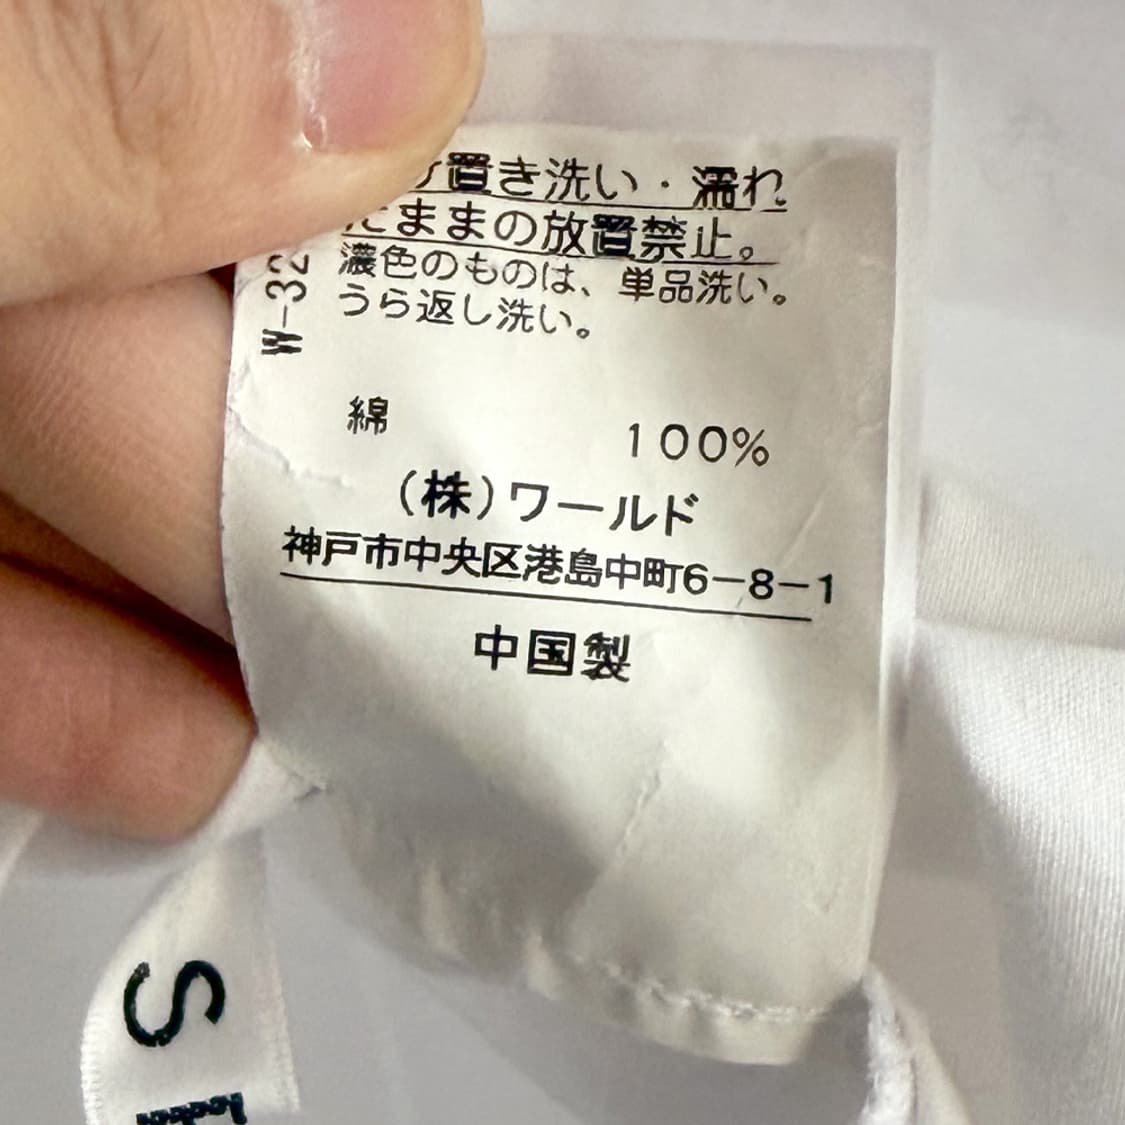 け置き洗い・濡れ
たままの放置禁止。
濃色のものは、単品洗い。
うら返し洗い。
W-32
綿 100%
(株)ワールド
神戸市中央区港島中町6-8-1
中国製
S